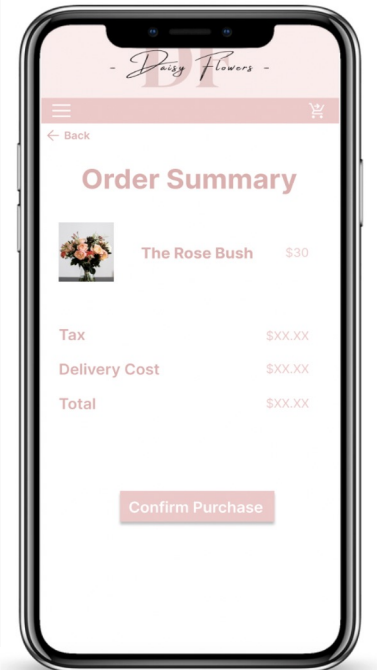 DF
- Daisy Flowers -
← Back
Order Summary
The Rose Bush $30
Tax $XX.XX
Delivery Cost $XX.XX
Total $XX.XX
Confirm Purchase